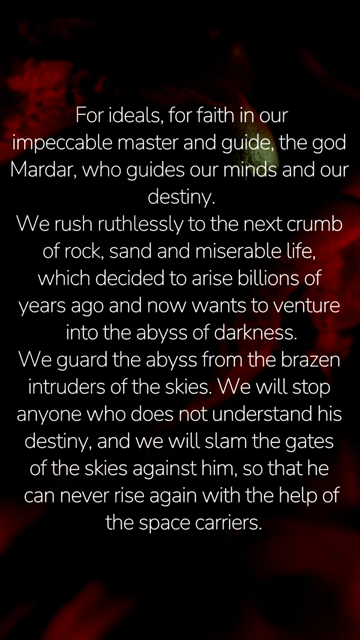 For ideals, for faith in our
impeccable master and guide, the god
Mardar, who guides our minds and our
destiny.
We rush ruthlessly to the next crumb
of rock, sand and miserable life,
which decided to arise billions of
years ago and now wants to venture
into the abyss of darkness.
We guard the abyss from the brazen
intruders of the skies. We will stop
anyone who does not understand his
destiny, and we will slam the gates
of the skies against him, so that he
can never rise again with the help of
the space carriers.